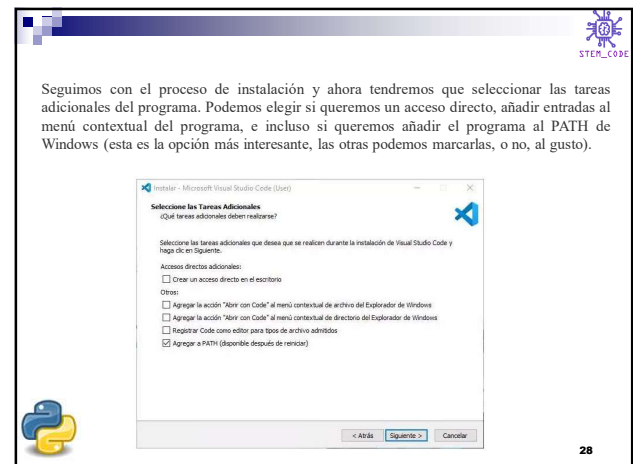 STEM_CODE
Seguimos con el proceso de instalación y ahora tendremos que seleccionar las tareas
adicionales del programa. Podemos elegir si queremos un acceso directo, añadir entradas al
menú contextual del programa, e incluso si queremos añadir el programa al PATH de
Windows (esta es la opción más interesante, las otras podemos marcarlas, o no, al gusto).
Instalar - Microsoft Visual Studio Code (User)
Seleccione las Tareas Adicionales
¿Qué tareas adicionales deben realizarse?
Seleccione las tareas adicionales que desea que se realicen durante la instalación de Visual Studio Code y
haga clic en Siguiente.
Accesos directos adicionales:
Crear un acceso directo en el escritorio
Otros:
Agregar la acción "Abrir con Code" al menú contextual de archivo del Explorador de Windows
Agregar la acción "Abrir con Code" al menú contextual de directorio del Explorador de Windows
Registrar Code como editor para tipos de archivo admitidos
Agregar a PATH (disponible después de reiniciar)
< Atrás Siguiente > Cancelar
28